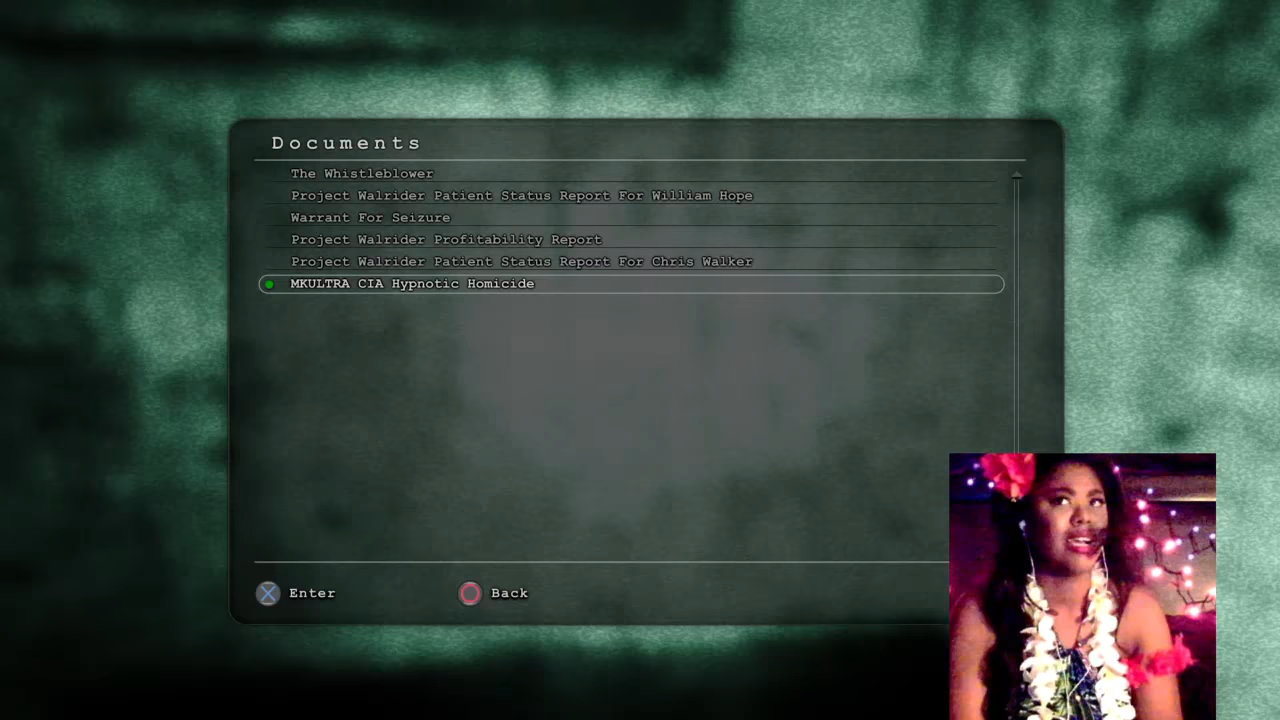 Documents
The Whistleblower
Project Walrider Patient Status Report For William Hope
Warrant For Seizure
Project Walrider Profitability Report
Project Walrider Patient Status Report For Chris Walker
MKULTRA CIA Hypnotic Homicide
Enter Back